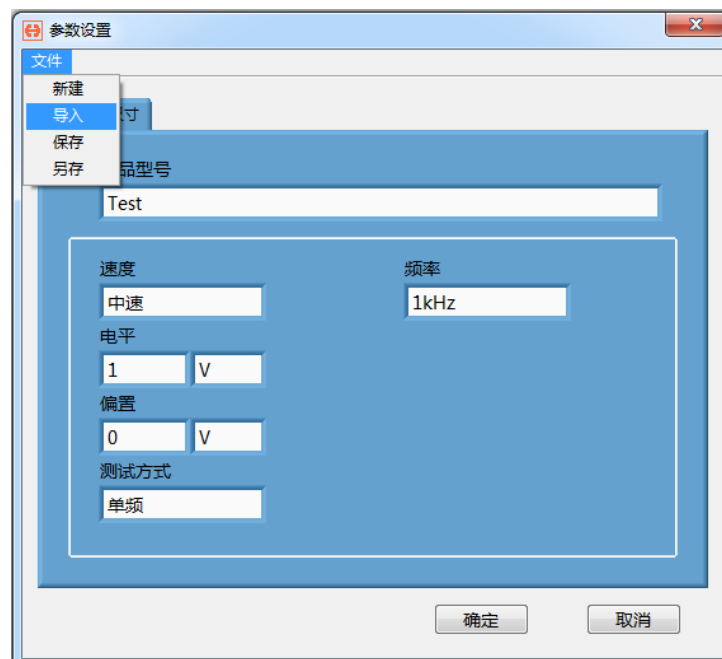 参数设置
文件
新建
导入
保存
另存
寸
品型号
Test
速度
频率
中速
1kHz
电平
1
V
偏置
0
V
测试方式
单频
确定
取消